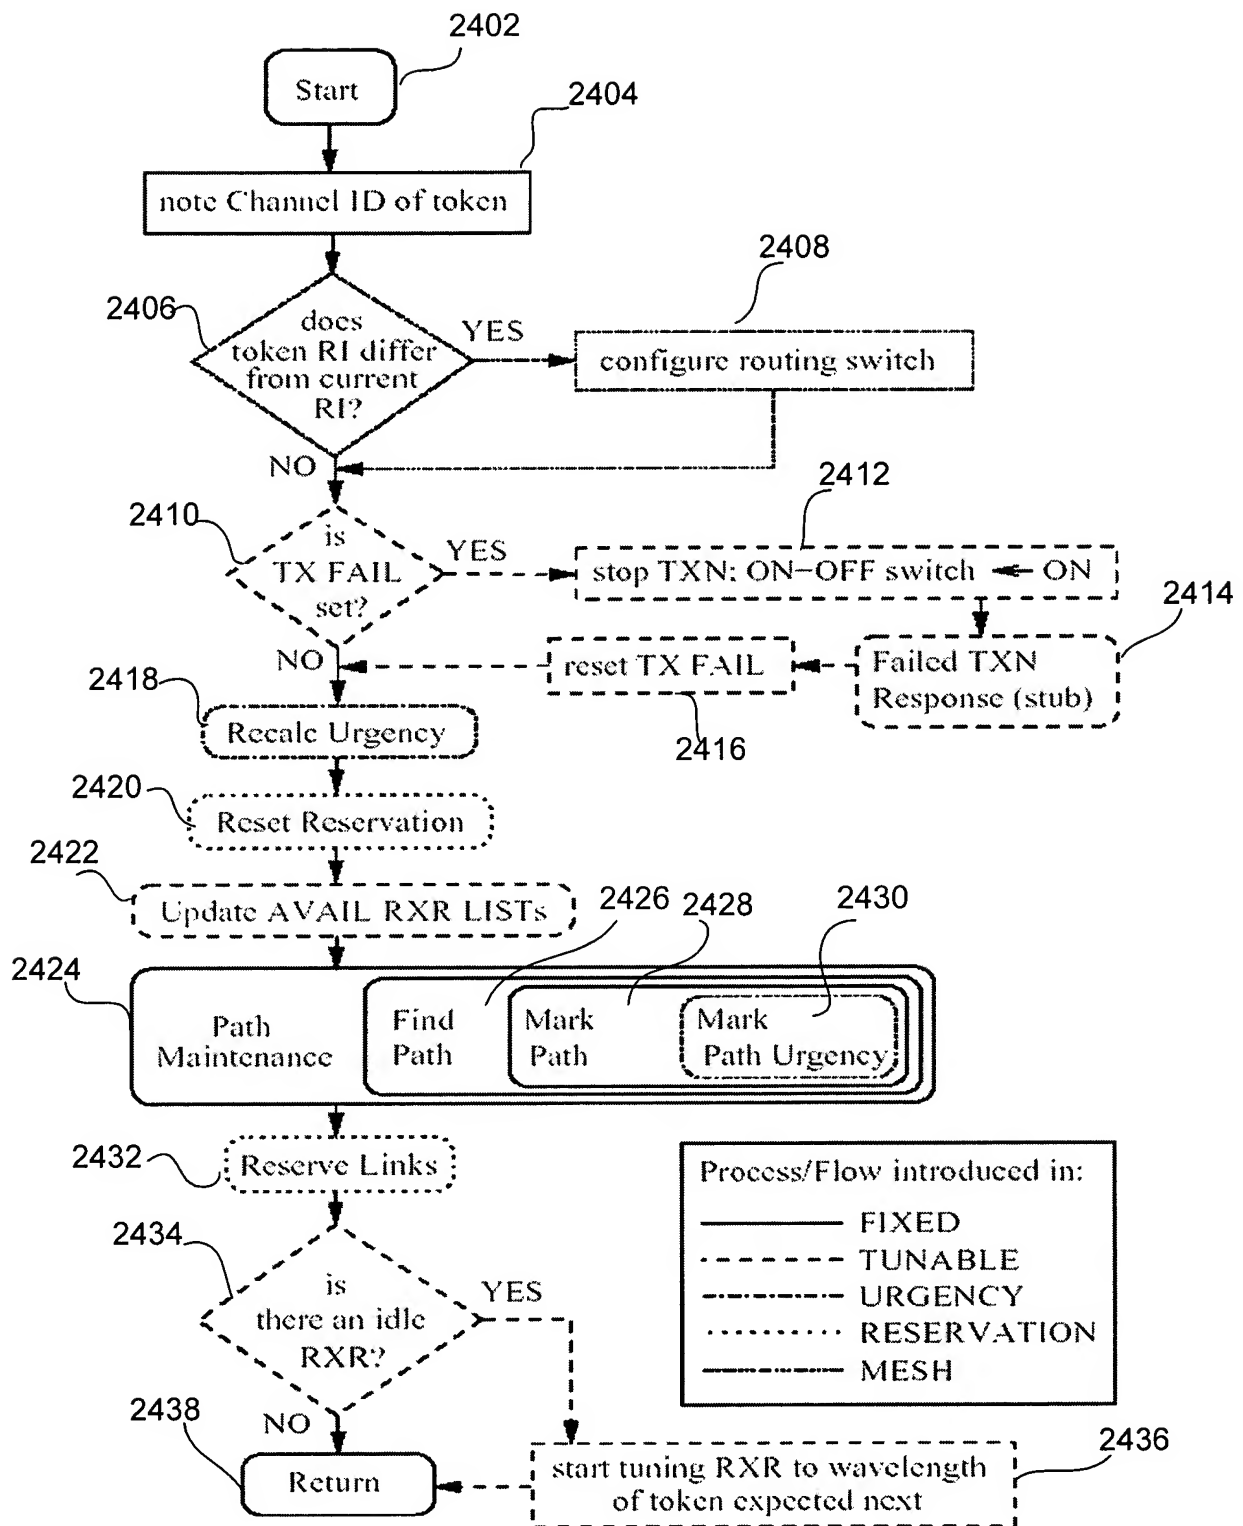 2402
Start
2404
note Channel ID of token
2408
2406
does
token RI differ
from current
RI?
YES
configure routing switch
NO
2412
2410
is
TX FAIL
set?
YES
stop TXN; ON-OFF switch ← ON
2414
NO
reset TX FAIL
Failed TXN
Response (stub)
2418
2416
Recalc Urgency
2420
Reset Reservation
2422
Update AVAIL RXR LISTs
2426
2428
2430
2424
Path
Maintenance
Find
Path
Mark
Path
Mark
Path Urgency
2432
Reserve Links
Process/Flow introduced in:
FIXED
TUNABLE
URGENCY
RESERVATION
MESH
2434
is
there an idle
RXR?
YES
2438
NO
Return
2436
start tuning RXR to wavelength
of token expected next